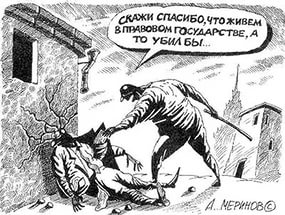 СКАЖИ СПАСИБО, ЧТО ЖИВЕМ
В ПРАВОВОМ ГОСУДАРСТВЕ, А
ТО УБИЛ БЫ...
А. МЕРИНОВ©